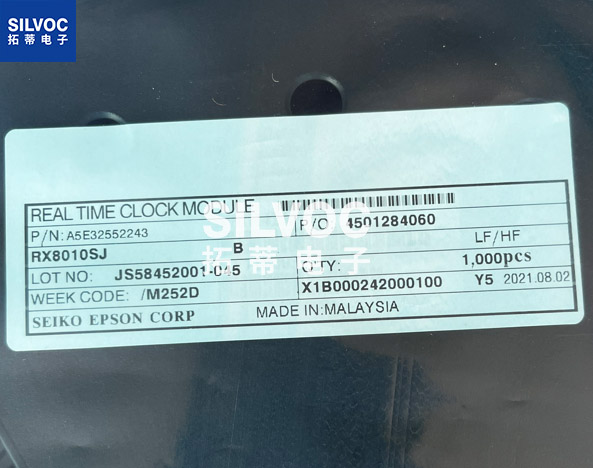 SILVOC
拓蒂电子
REAL TIME CLOCK MODULE
P/N: A5E32552243 P/O: 4501284060
RX8010SJ B LF/HF
LOT NO: JS58452001-045 QTY: 1,000pcs
WEEK CODE: /M252D X1B000242000100 Y5 2021.08.02
SEIKO EPSON CORP MADE IN:MALAYSIA
SILVOC
拓蒂电子